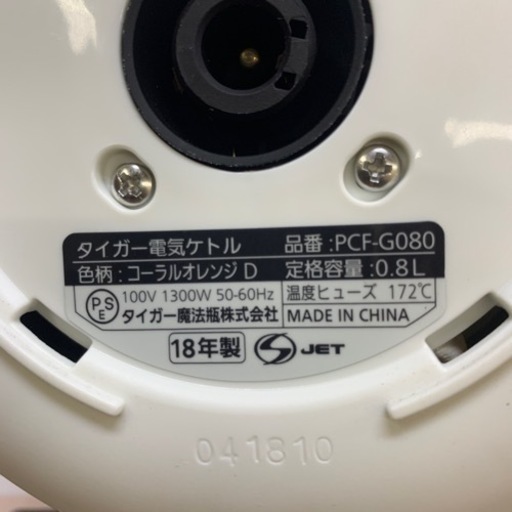 タイガー電気ケトル 品番:PCF-G080
色柄:コーラルオレンジ D 定格容量:0.8L
PSE 100V 1300W 50-60Hz 温度ヒューズ 172℃
タイガー魔法瓶株式会社 MADE IN CHINA
18年製 S JET
041810